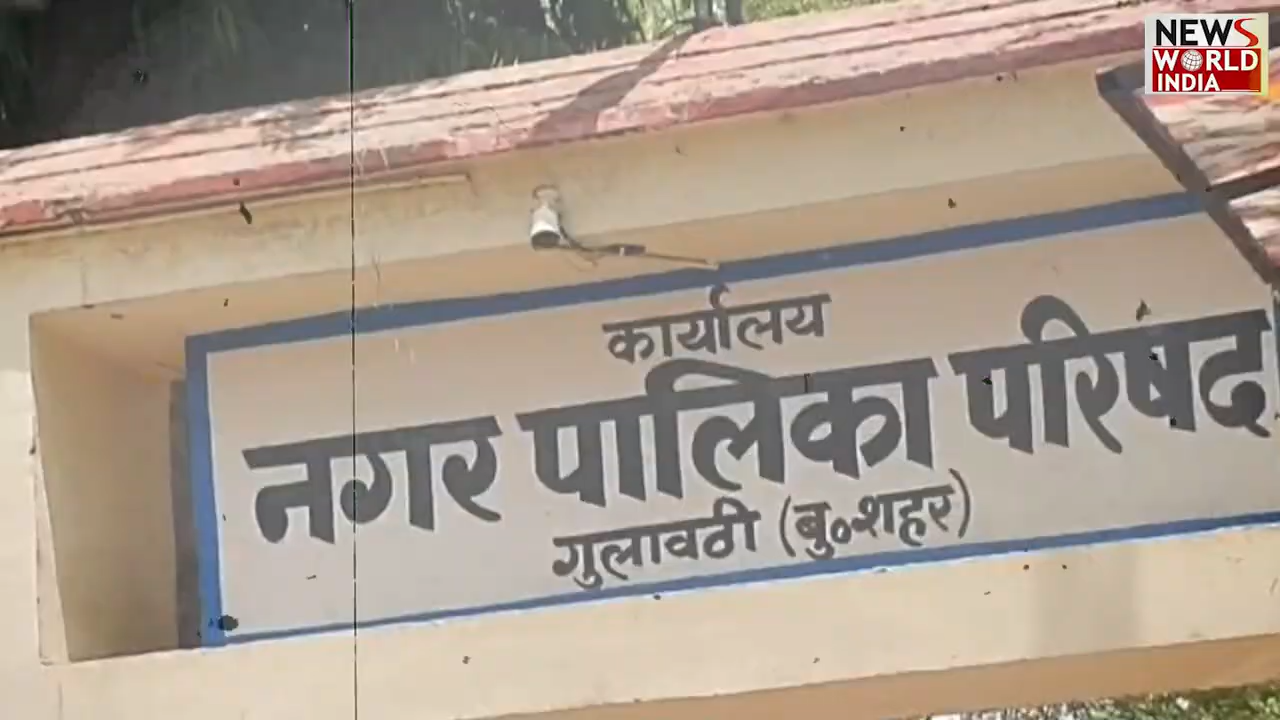 NEWS
WORLD
INDIA
कार्यालय
नगर पालिका परिषद
गुलावठी (बु०शहर)